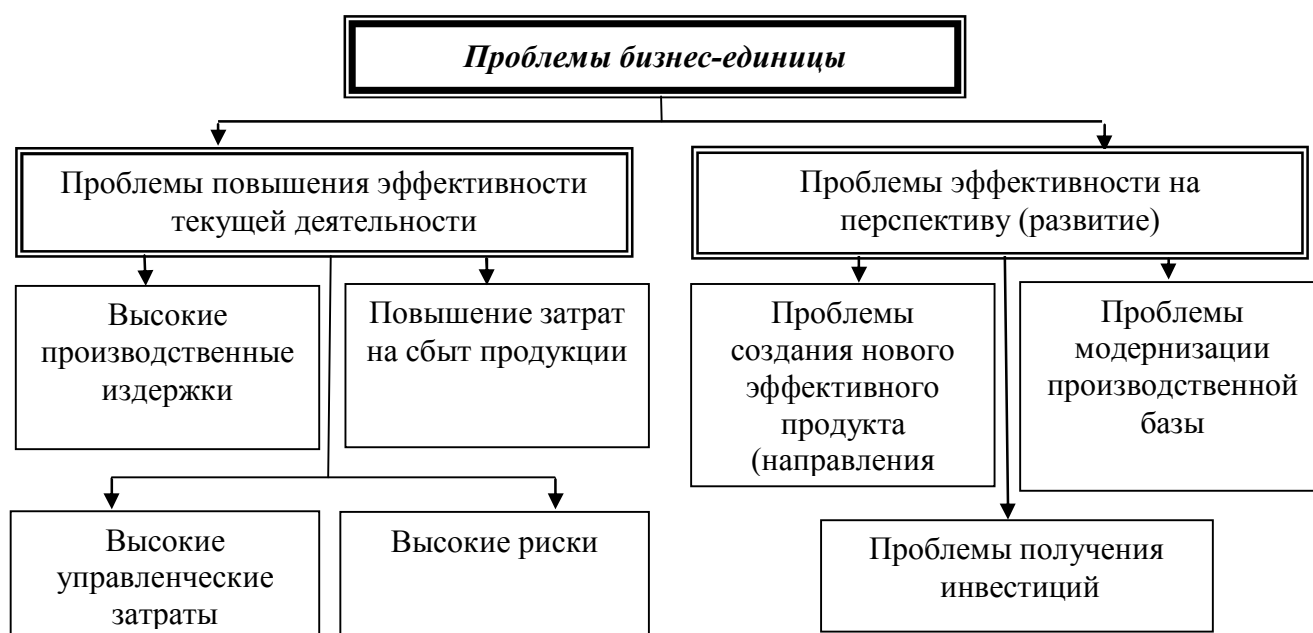 Проблемы бизнес-единицы
Проблемы повышения эффективности
текущей деятельности
Проблемы эффективности на
перспективу (развитие)
Высокие
производственные
издержки
Повышение затрат
на сбыт продукции
Проблемы
создания нового
эффективного
продукта
(направления
Проблемы
модернизации
производственной
базы
Высокие
управленческие
затраты
Высокие риски
Проблемы получения
инвестиций